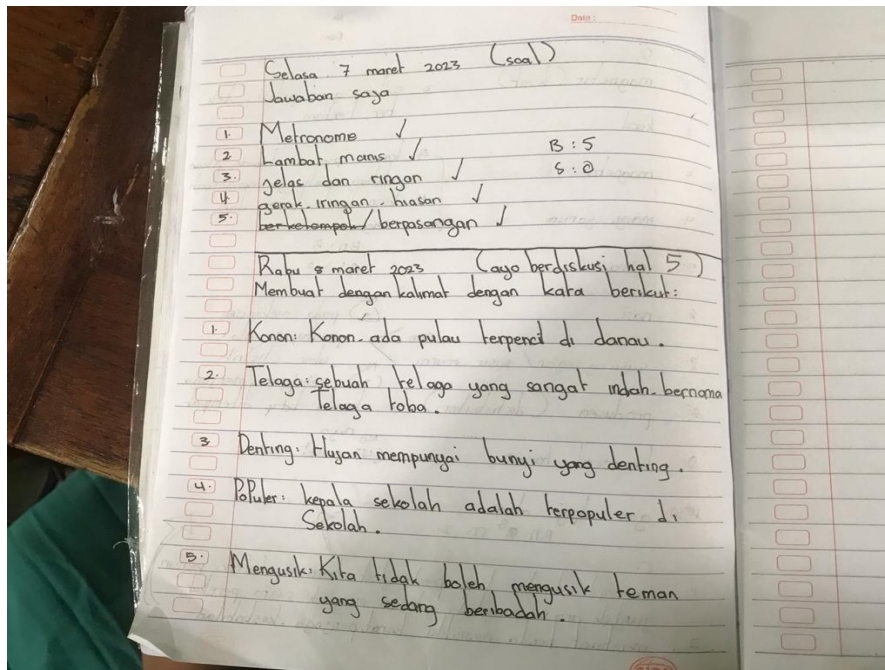 Date :
Selasa 7 maret 2023 (soal)
Jawaban saya
1. Metronome ✓
2. Lambat, marus ✓ B : 5
3. jelas dan ringan ✓ S : 0
4. gerak. iringan. hiasan ✓
5. berkelompok/ berpasangan ✓
Rabu 8 maret 2023 (ayo berdiskusi hal 5)
Membuat dengan kalimat dengan kata berikut:
1. Konon: Konon. ada pulau terpencil di danau.
2. Telaga: sebuah telaga yang sangat indah. bernama
Telaga toba.
3 Denting: Hujan mempunyai bunyi yang denting.
4. PoPuler: kepala sekolah adalah terpopuler di
Sekolah.
5. Mengusik: Kita tidak boleh mengusik teman
yang sedang beribadah.